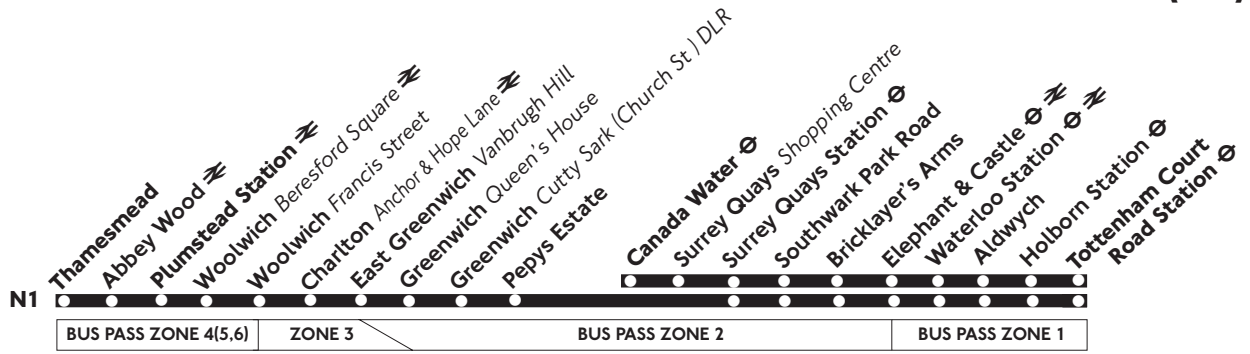 Thamesmead
Abbey Wood
Plumstead Station
Woolwich Beresford Square
Woolwich Francis Street
Charlton Anchor & Hope Lane
East Greenwich Vanbrugh Hill
Greenwich Queen's House
Greenwich Cutty Sark (Church St ) DLR
Pepys Estate
Canada Water
Surrey Quays Shopping Centre
Surrey Quays Station
Southwark Park Road
Bricklayer's Arms
Elephant & Castle
Waterloo Station
Aldwych
Holborn Station
Tottenham Court
Road Station
N1
BUS PASS ZONE 4(5,6)
ZONE 3
BUS PASS ZONE 2
BUS PASS ZONE 1